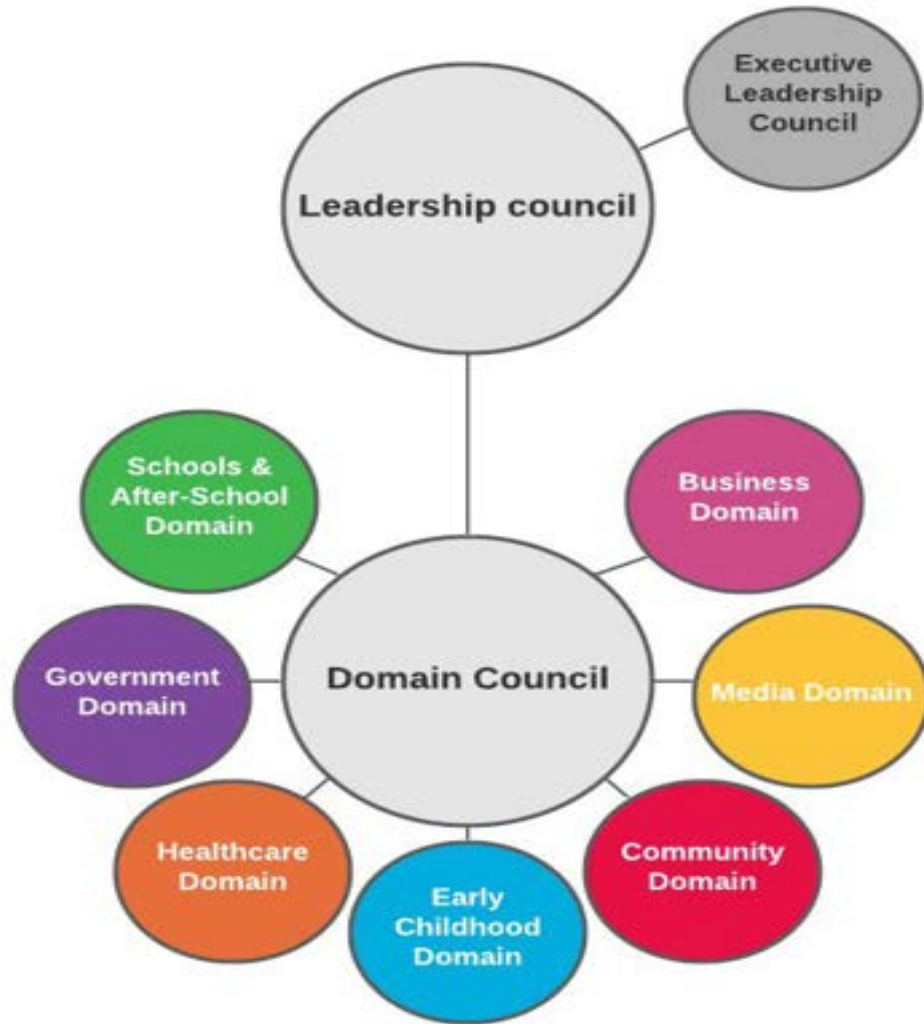 Executive
Leadership
Council
Leadership council
Schools &
After-School
Domain
Business
Domain
Government
Domain
Domain Council
Media Domain
Healthcare
Domain
Early
Childhood
Domain
Community
Domain